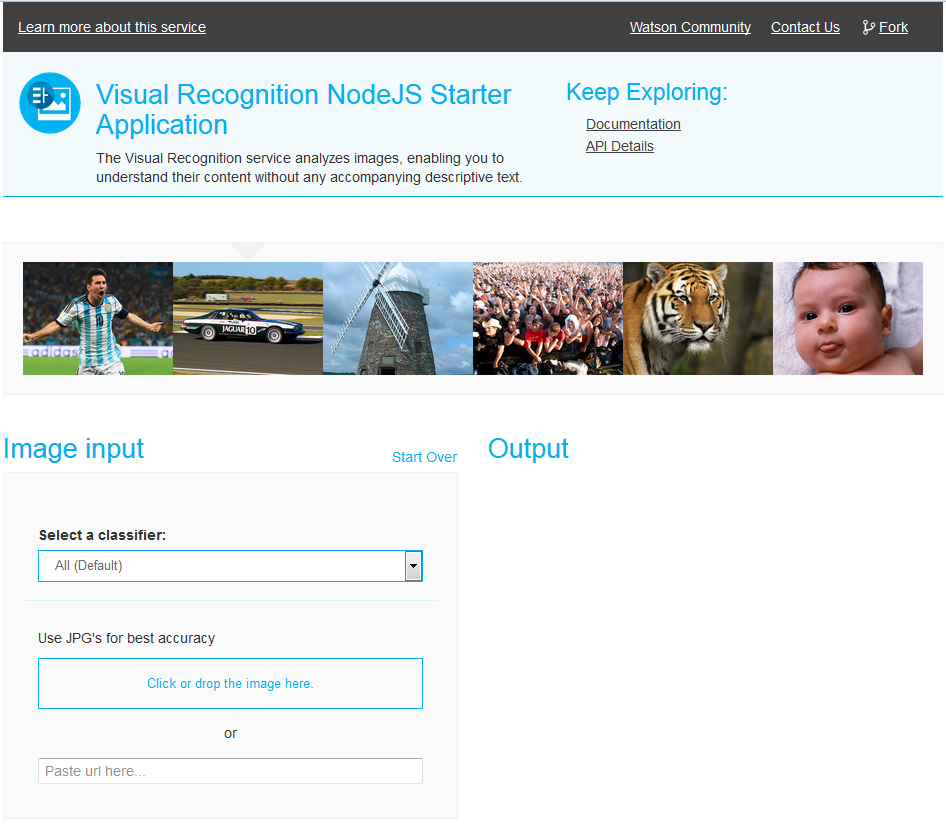 Learn more about this service
Watson Community
Contact Us
Fork
Visual Recognition NodeJS Starter
Application
The Visual Recognition service analyzes images, enabling you to
understand their content without any accompanying descriptive text.
Keep Exploring:
Documentation
API Details
10
adidas
JAGUAR 10
Image input
Start Over
Output
Select a classifier:
All (Default)
Use JPG's for best accuracy
Click or drop the image here.
or
Paste url here...